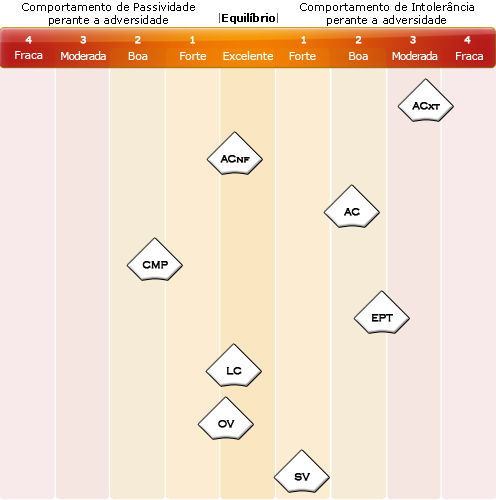 Comportamento de Passividade
perante a adversidade
|Equilíbrio|
Comportamento de Intolerância
perante a adversidade
4 3 2 1 1 2 3 4
Fraca Moderada Boa Forte Excelente Forte Boa Moderada Fraca
ACXT
ACNF
AC
CMP
EPT
LC
OV
SV